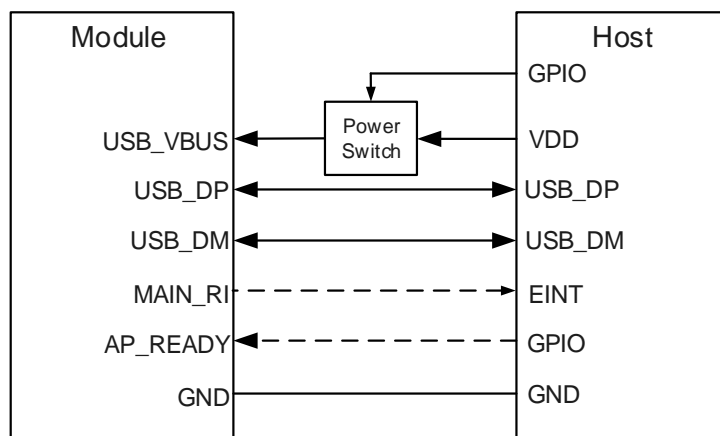 Module
Host
GPIO
Power
Switch
USB_VBUS
VDD
USB_DP
USB_DP
USB_DM
USB_DM
MAIN_RI
EINT
AP_READY
GPIO
GND
GND